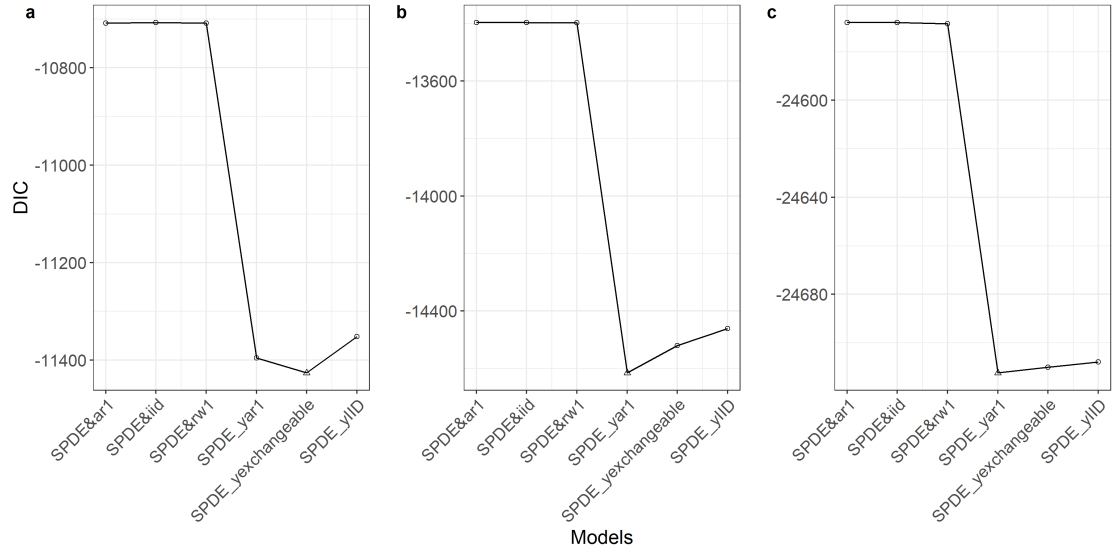 a
b
c
DIC
-10800
-11000
-11200
-11400
SPDE&ar1
SPDE&iid
SPDE&rw1
SPDE_yar1
SPDE_yexchangeable
SPDE_yIID
-13600
-14000
-14400
SPDE&ar1
SPDE&iid
SPDE&rw1
SPDE_yar1
SPDE_yexchangeable
SPDE_yIID
-24600
-24640
-24680
SPDE&ar1
SPDE&iid
SPDE&rw1
SPDE_yar1
SPDE_yexchangeable
SPDE_yIID
Models